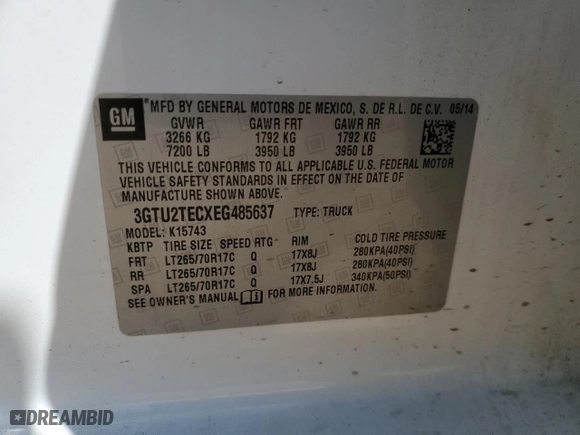 GM
MFD BY GENERAL MOTORS DE MEXICO, S. DE R.L. DE C.V. 05/14
GVWR GAWR FRT GAWR RR
3266 KG 1792 KG 1792 KG
7200 LB 3950 LB 3950 LB
THIS VEHICLE CONFORMS TO ALL APPLICABLE U.S. FEDERAL MOTOR
VEHICLE SAFETY STANDARDS IN EFFECT ON THE DATE OF
MANUFACTURE SHOWN ABOVE.
3GTU2TECXEG485637 TYPE: TRUCK
MODEL: K15743
KBTP TIRE SIZE SPEED RTG RIM COLD TIRE PRESSURE
FRT LT265/70R17C Q 17X8J 280KPA(40PSI)
RR LT265/70R17C Q 17X8J 280KPA(40PSI)
SPA LT265/70R17C Q 17X7.5J 340KPA(50PSI)
SEE OWNER'S MANUAL FOR MORE INFORMATION.
DREAMBID